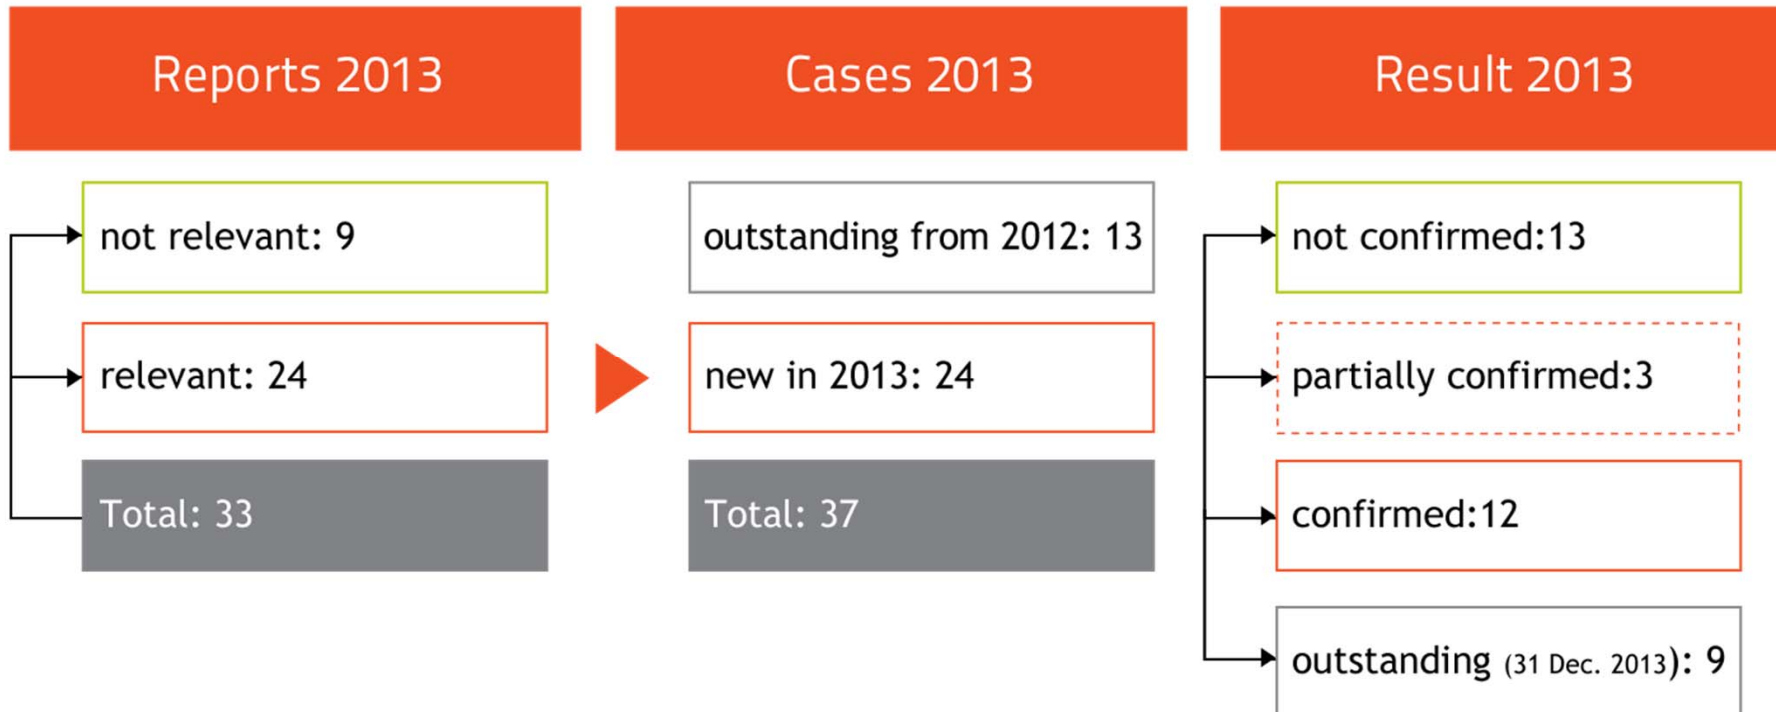 Reports 2013
not relevant: 9
relevant: 24
Total: 33
Cases 2013
outstanding from 2012: 13
new in 2013: 24
Total: 37
Result 2013
not confirmed:13
partially confirmed:3
confirmed:12
outstanding (31 Dec. 2013): 9